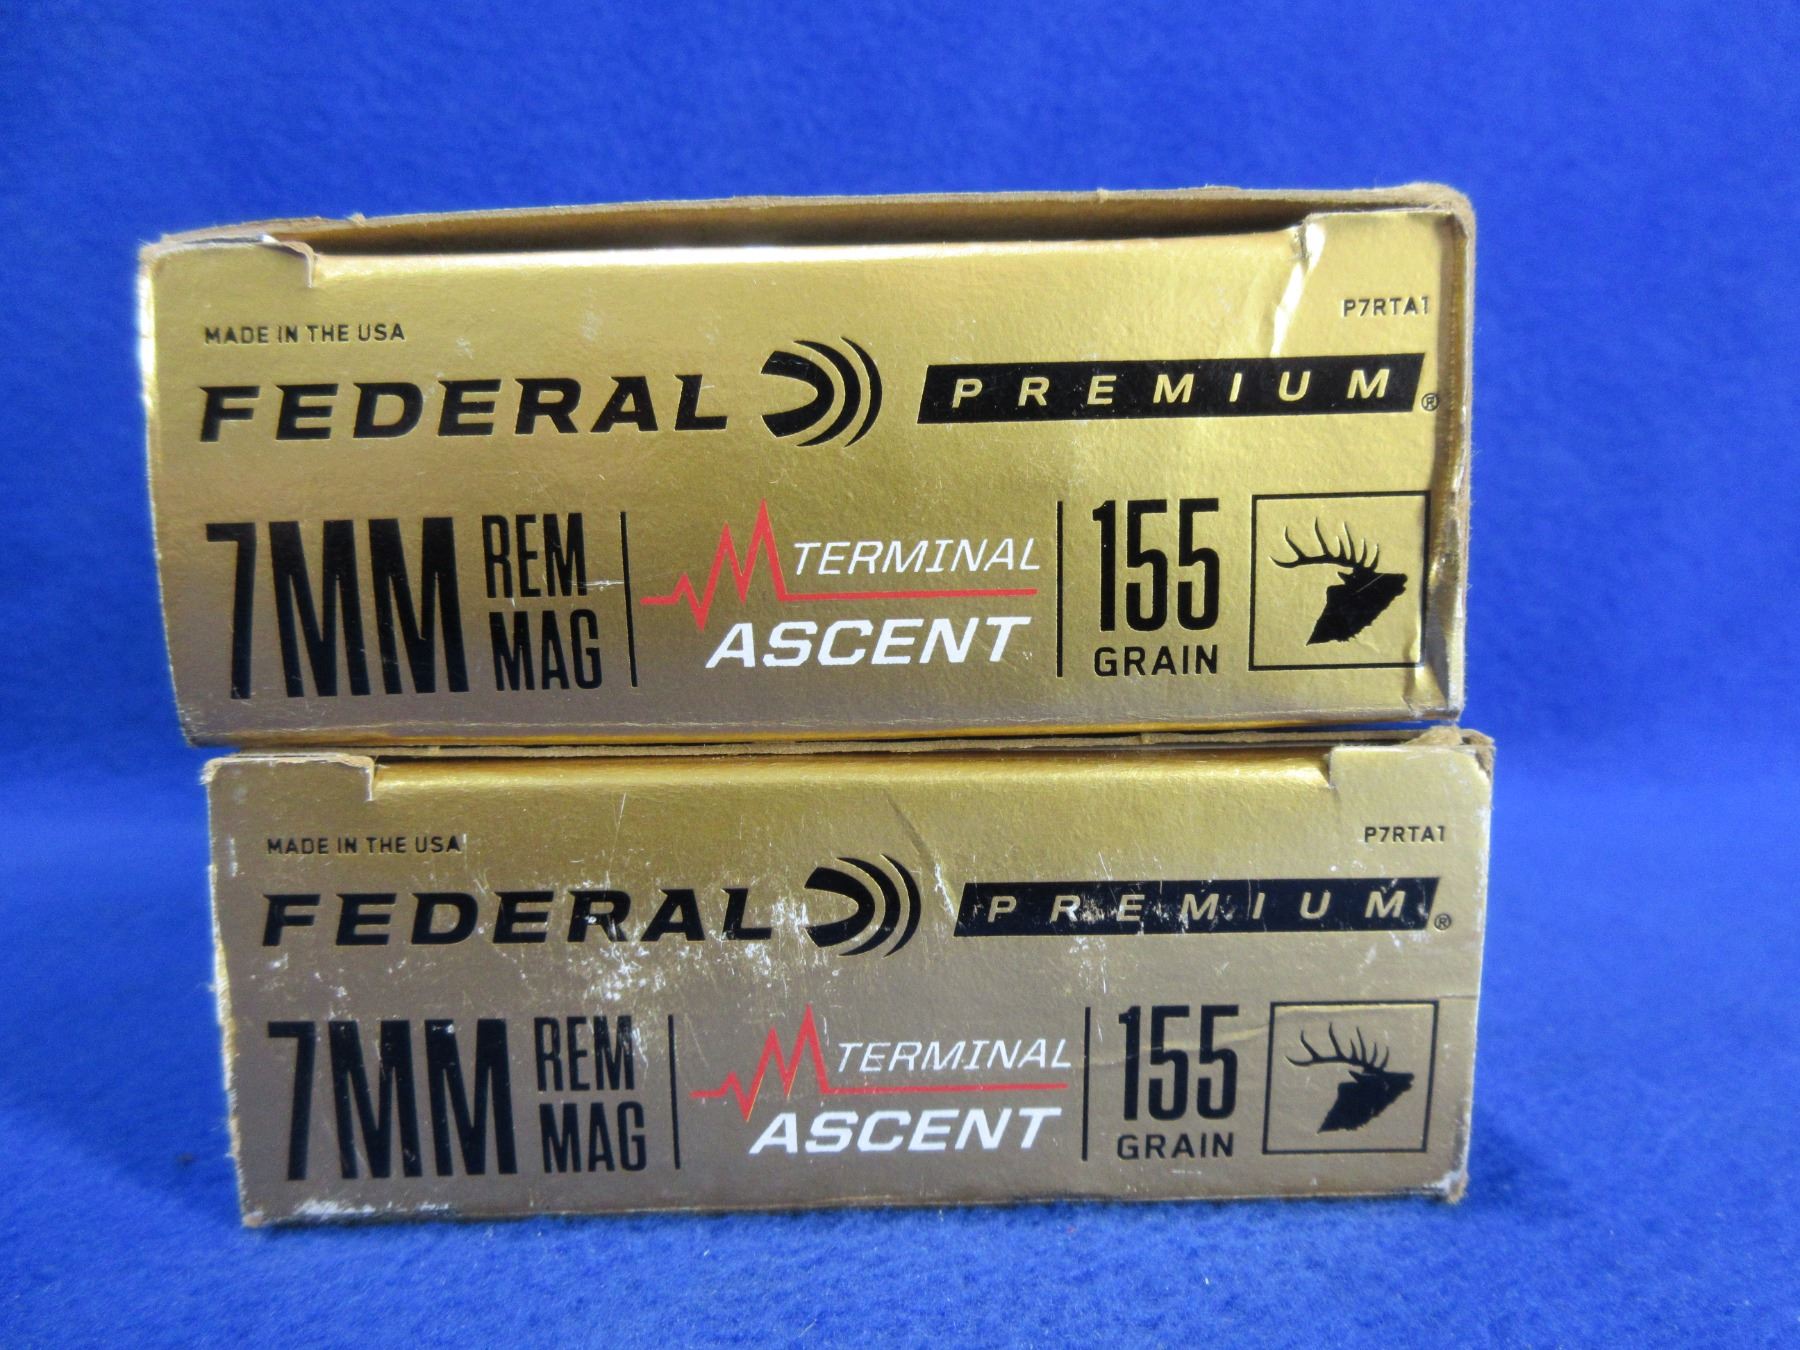 MADE IN THE USA
P7RTA1
FEDERAL PREMIUM®
7MM REM MAG
TERMINAL ASCENT
155 GRAIN
MADE IN THE USA
P7RTA1
FEDERAL PREMIUM®
7MM REM MAG
TERMINAL ASCENT
155 GRAIN